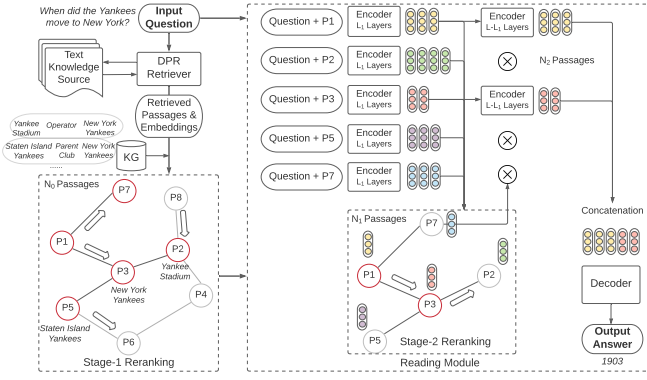 When did the Yankees
move to New York?
Input
Question
Text
Knowledge
Source
DPR
Retriever
Retrieved
Passages &
Embeddings
Yankee
Stadium
Operator
New York
Yankees
Staten Island
Yankees
Parent
Club
New York
Yankees
......
KG
N0 Passages
P7
P8
P1
P2
P3
Yankee
Stadium
New York
Yankees
P5
P4
Staten Island
Yankees
P6
Stage-1 Reranking
Question + P1
Encoder
L1 Layers
Encoder
L-L1 Layers
Question + P2
Encoder
L1 Layers
N2 Passages
Question + P3
Encoder
L1 Layers
Encoder
L-L1 Layers
Question + P5
Encoder
L1 Layers
Question + P7
Encoder
L1 Layers
N1 Passages
P7
P1
P2
P3
P5
Stage-2 Reranking
Reading Module
Concatenation
Decoder
Output
Answer
1903